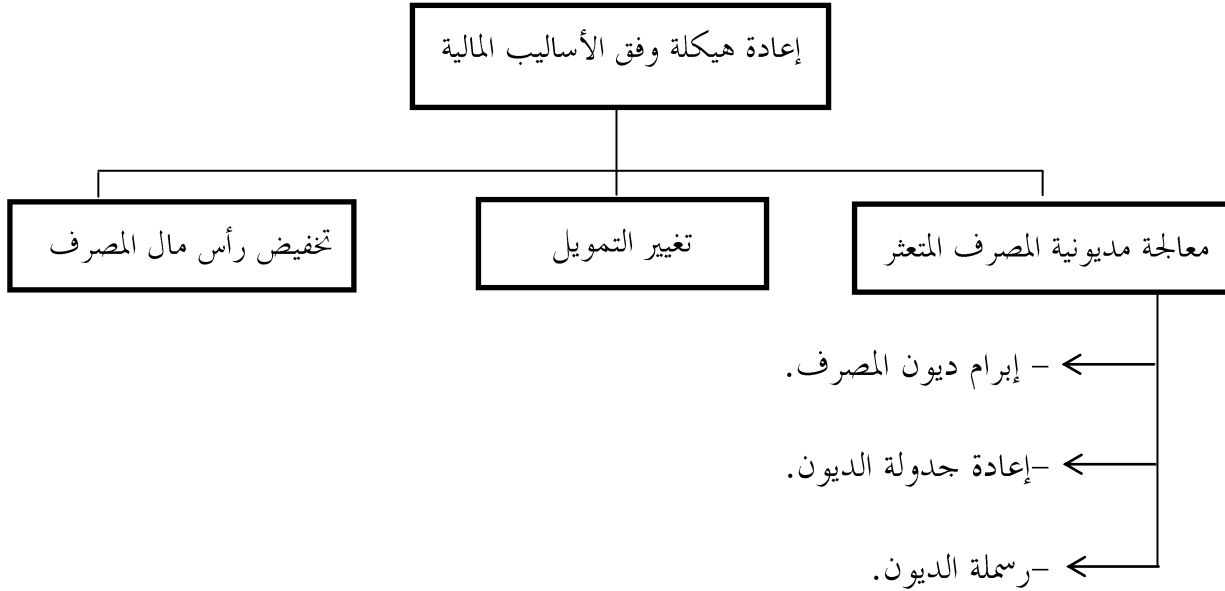 إعادة هيكلة وفق الأساليب المالية
معالجة مديونية المصرف المتعثر
تغيير التمويل
تخفيض رأس مال المصرف
– إبرام ديون المصرف.
–إعادة جدولة الديون.
–رسملة الديون.